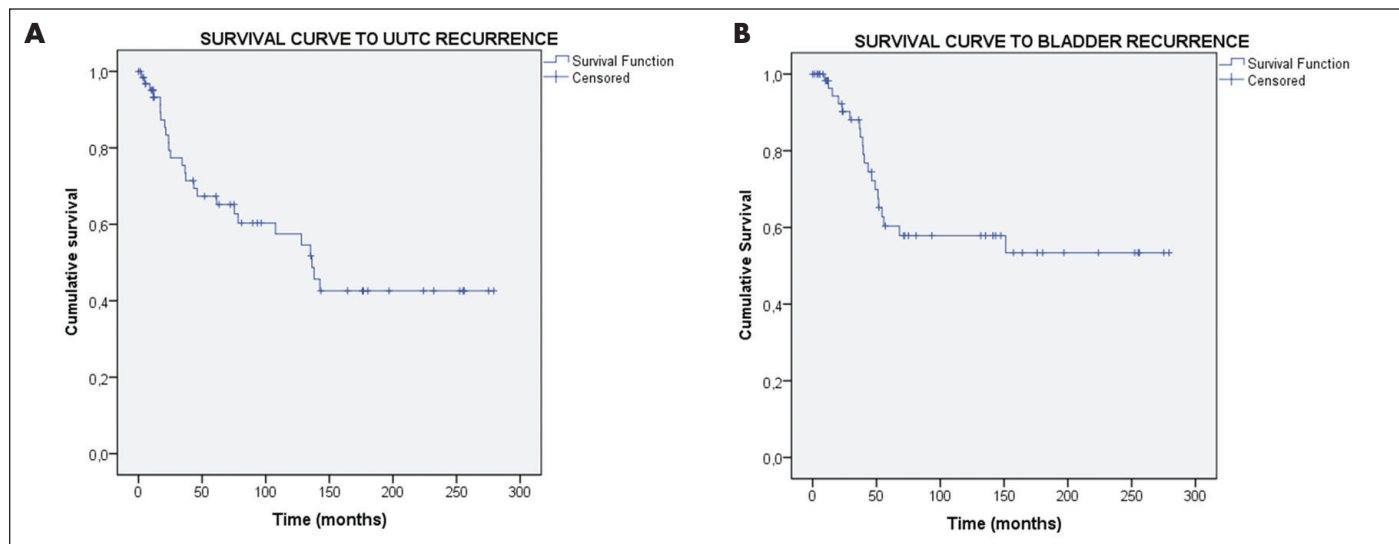 A
SURVIVAL CURVE TO UUTC RECURRENCE
Survival Function
Censored
Cumulative survival
1,0
0,8
0,6
0,4
0,2
0,0
0 50 100 150 200 250 300
Time (months)
B
SURVIVAL CURVE TO BLADDER RECURRENCE
Survival Function
Censored
Cumulative Survival
1,0
0,8
0,6
0,4
0,2
0,0
0 50 100 150 200 250 300
Time (months)